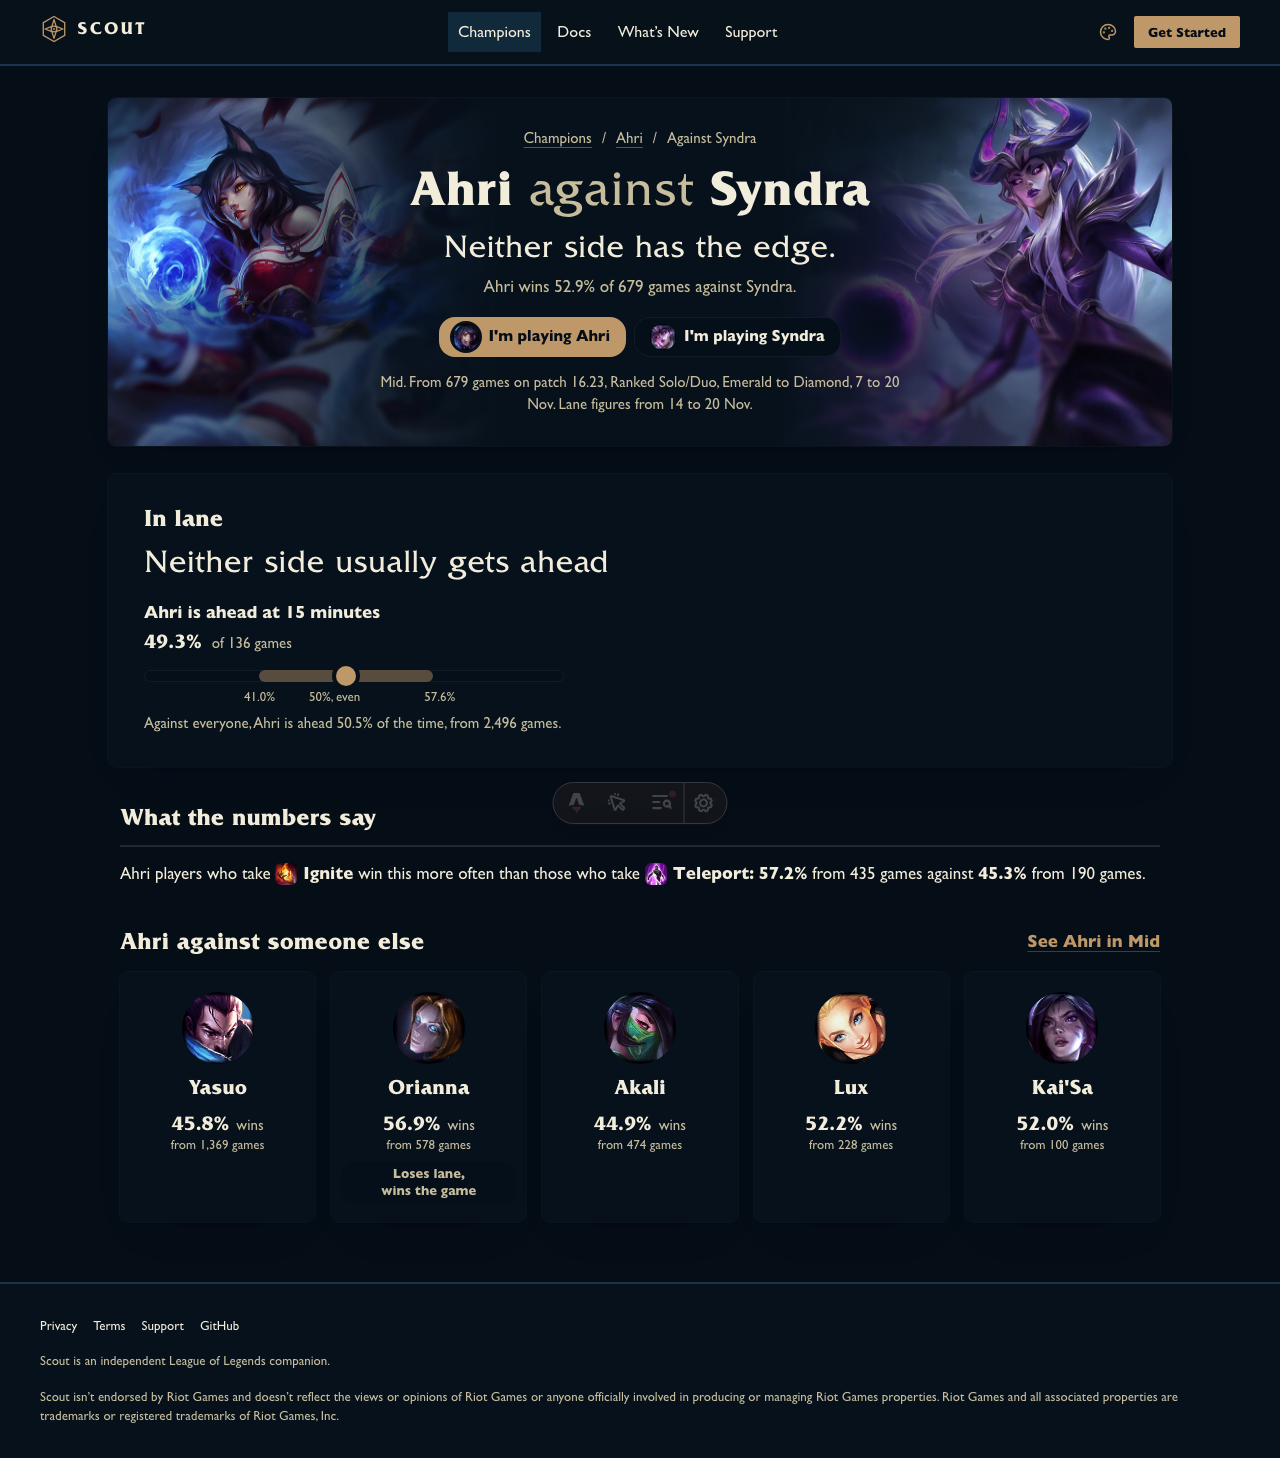 SCOUT
Champions
Docs
What's New
Support
Get Started
Champions / Ahri / Against Syndra
Ahri against Syndra
Neither side has the edge.
Ahri wins 52.9% of 679 games against Syndra.
I'm playing Ahri
I'm playing Syndra
Mid. From 679 games on patch 16.23, Ranked Solo/Duo, Emerald to Diamond, 7 to 20
Nov. Lane figures from 14 to 20 Nov.
In lane
Neither side usually gets ahead
Ahri is ahead at 15 minutes
49.3% of 136 games
41.0% 50%, even 57.6%
Against everyone, Ahri is ahead 50.5% of the time, from 2,496 games.
What the numbers say
Ahri players who take Ignite win this more often than those who take Teleport: 57.2% from 435 games against 45.3% from 190 games.
Ahri against someone else
See Ahri in Mid
Yasuo
45.8% wins
from 1,369 games
Orianna
56.9% wins
from 578 games
Loses lane,
wins the game
Akali
44.9% wins
from 474 games
Lux
52.2% wins
from 228 games
Kai'Sa
52.0% wins
from 100 games
Privacy
Terms
Support
GitHub
Scout is an independent League of Legends companion.
Scout isn't endorsed by Riot Games and doesn't reflect the views or opinions of Riot Games or anyone officially involved in producing or managing Riot Games properties. Riot Games and all associated properties are
trademarks or registered trademarks of Riot Games, Inc.